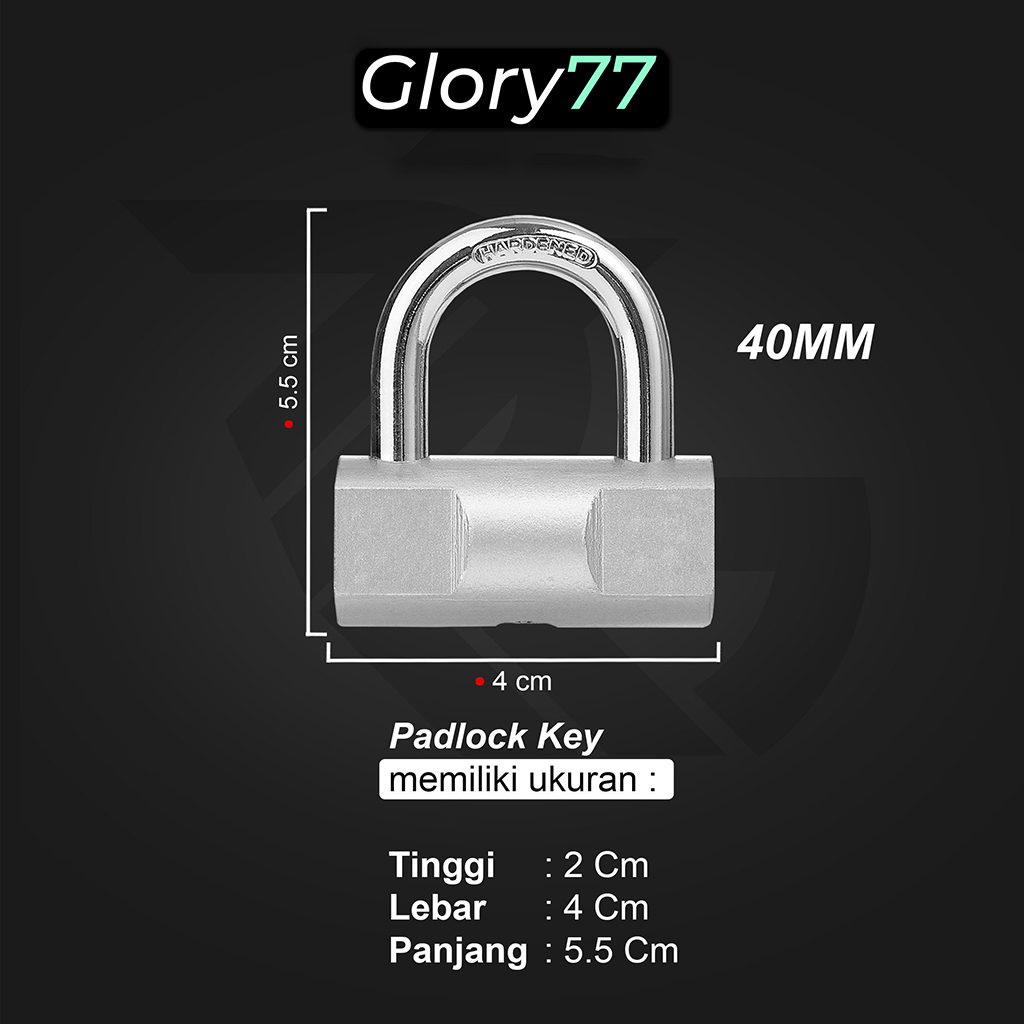 Glory77
HARDENED
40MM
5.5 cm
4 cm
Padlock Key
memiliki ukuran :
Tinggi : 2 Cm
Lebar : 4 Cm
Panjang : 5.5 Cm